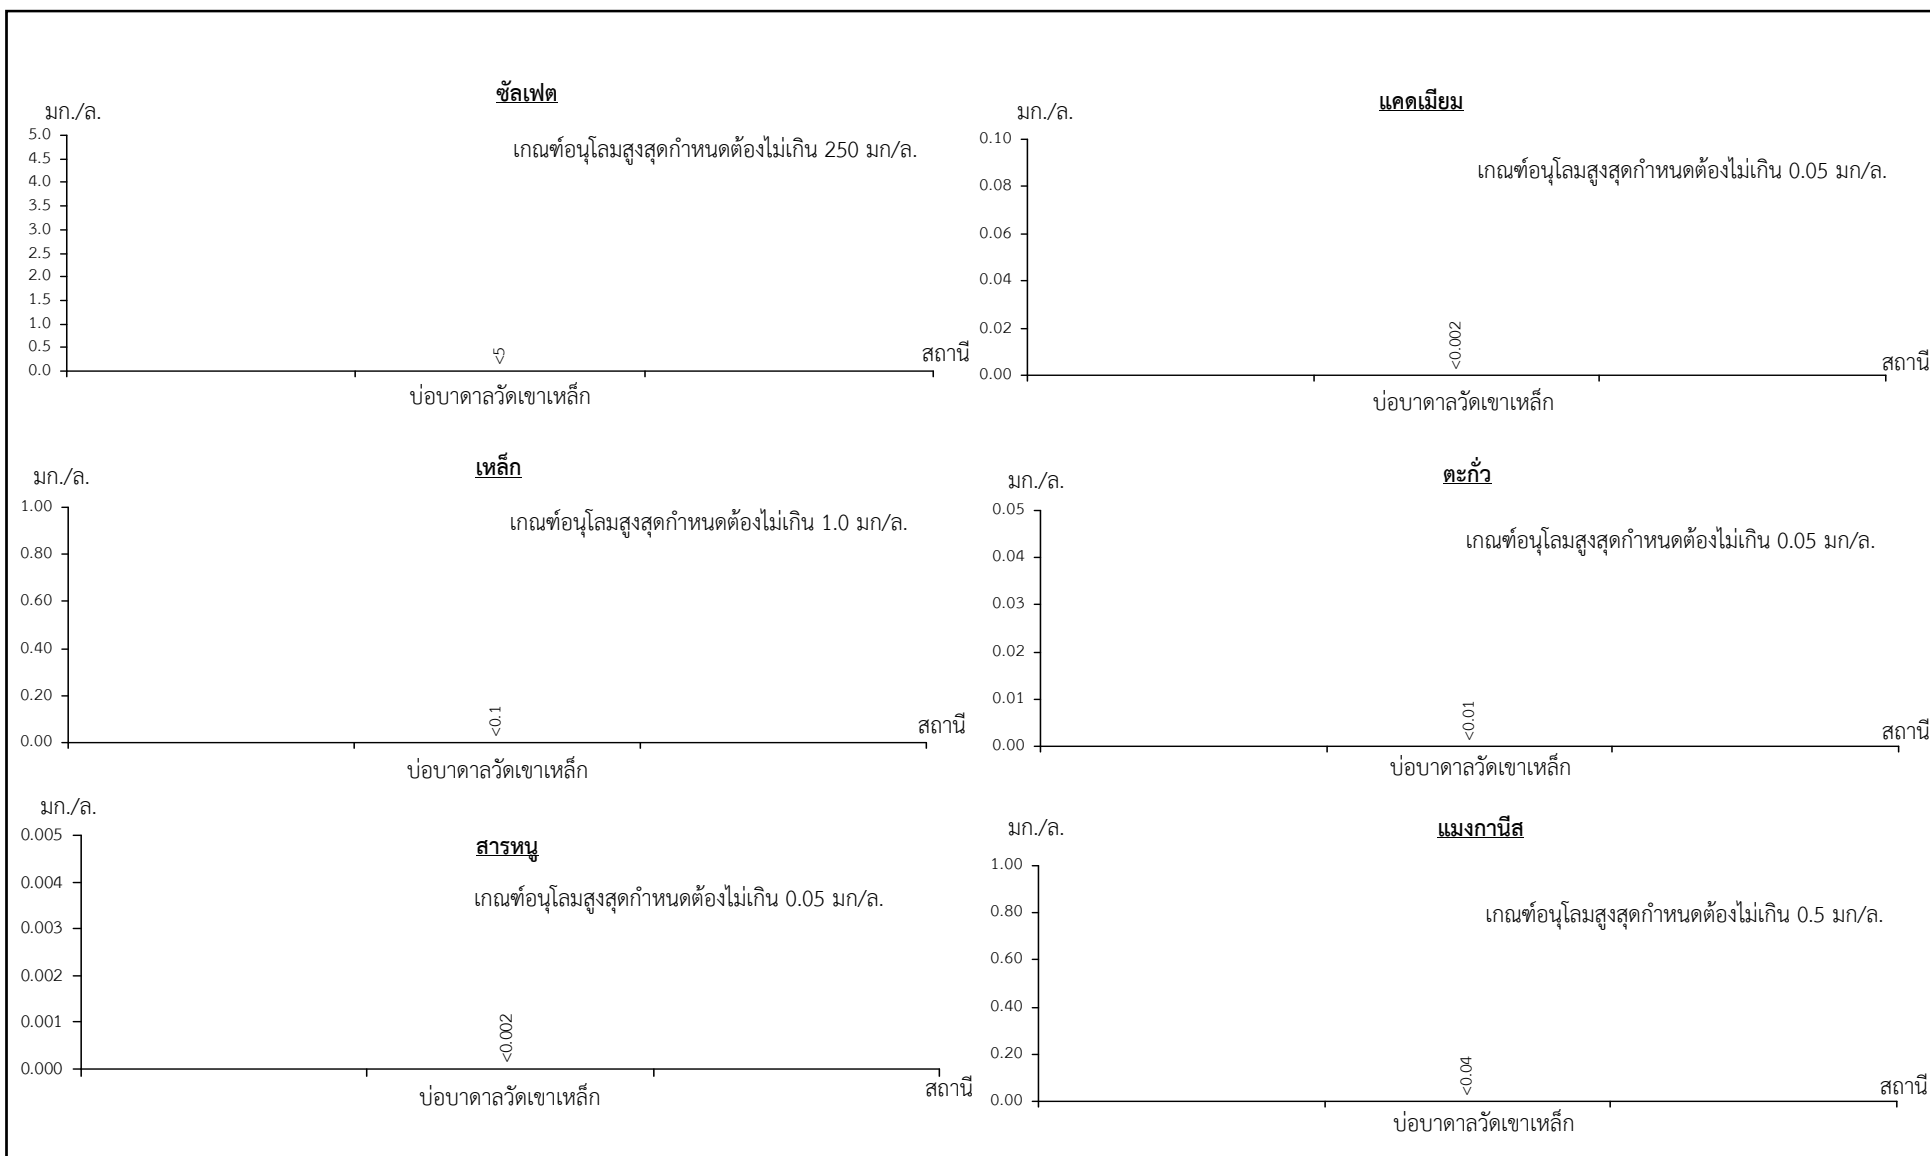 ซัลเฟต
มก./ล.
เกณฑ์อนุโลมสูงสุดกำหนดต้องไม่เกิน 250 มก/ล.
5.0
4.5
4.0
3.5
3.0
2.5
2.0
1.5
1.0
0.5
0.0
<5
สถานี
บ่อบาดาลวัดเขาเหล็ก
แคดเมียม
มก./ล.
เกณฑ์อนุโลมสูงสุดกำหนดต้องไม่เกิน 0.05 มก/ล.
0.10
0.08
0.06
0.04
0.02
0.00
<0.002
สถานี
บ่อบาดาลวัดเขาเหล็ก
เหล็ก
มก./ล.
เกณฑ์อนุโลมสูงสุดกำหนดต้องไม่เกิน 1.0 มก/ล.
1.00
0.80
0.60
0.40
0.20
0.00
<0.1
สถานี
บ่อบาดาลวัดเขาเหล็ก
ตะกั่ว
มก./ล.
เกณฑ์อนุโลมสูงสุดกำหนดต้องไม่เกิน 0.05 มก/ล.
0.05
0.04
0.03
0.02
0.01
0.00
<0.01
สถานี
บ่อบาดาลวัดเขาเหล็ก
มก./ล.
สารหนู
เกณฑ์อนุโลมสูงสุดกำหนดต้องไม่เกิน 0.05 มก/ล.
0.005
0.004
0.003
0.002
0.001
0.000
<0.002
สถานี
บ่อบาดาลวัดเขาเหล็ก
แมงกานีส
มก./ล.
เกณฑ์อนุโลมสูงสุดกำหนดต้องไม่เกิน 0.5 มก/ล.
1.00
0.80
0.60
0.40
0.20
0.00
<0.04
สถานี
บ่อบาดาลวัดเขาเหล็ก